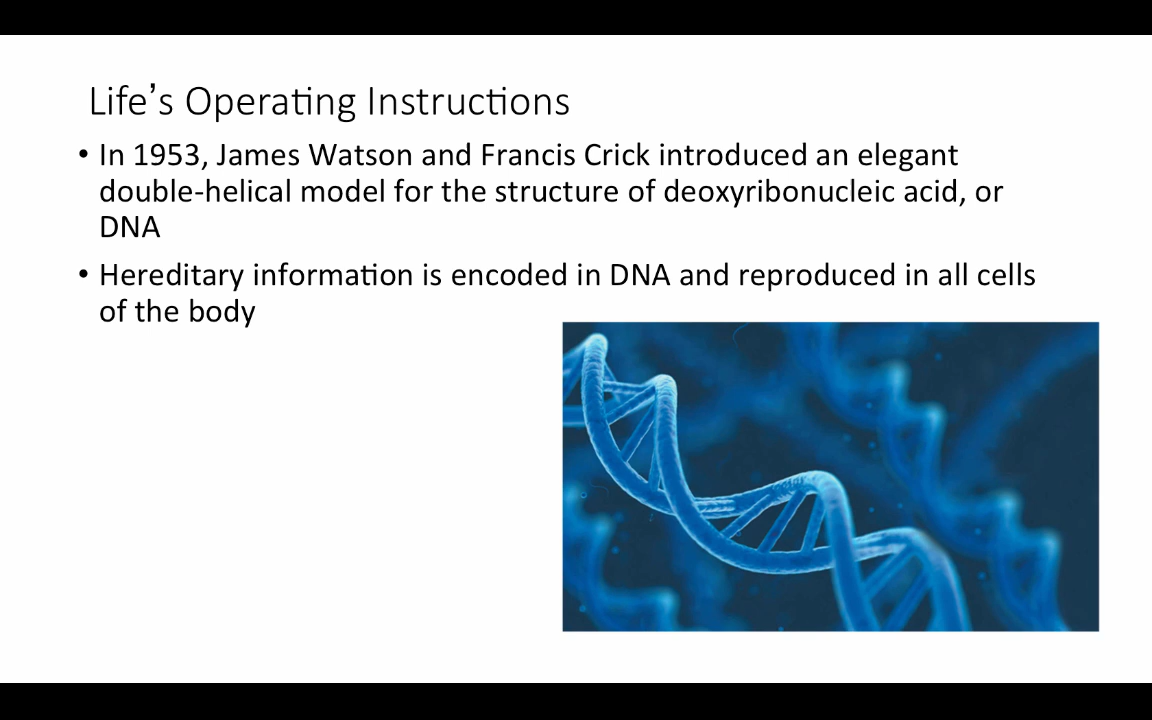 Life’s Operating Instructions
• In 1953, James Watson and Francis Crick introduced an elegant
double-helical model for the structure of deoxyribonucleic acid, or
DNA
• Hereditary information is encoded in DNA and reproduced in all cells
of the body